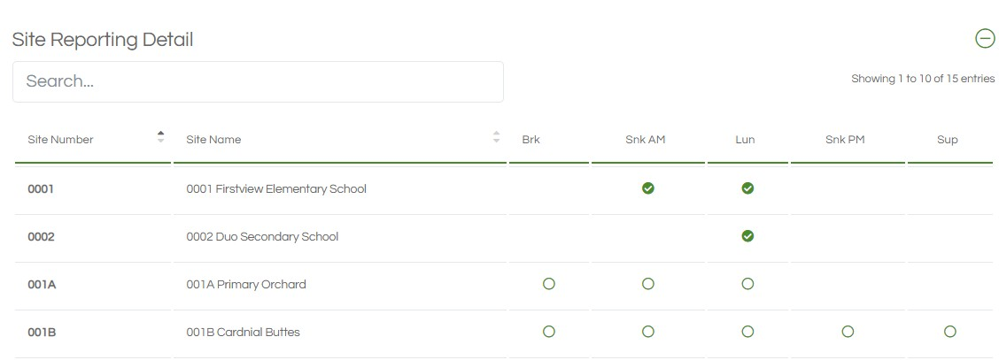 Site Reporting Detail
Search...
Showing 1 to 10 of 15 entries
Site Number Site Name Brk Snk AM Lun Snk PM Sup
0001 0001 Firstview Elementary School
0002 0002 Duo Secondary School
001A 001A Primary Orchard
001B 001B Cardnial Buttes